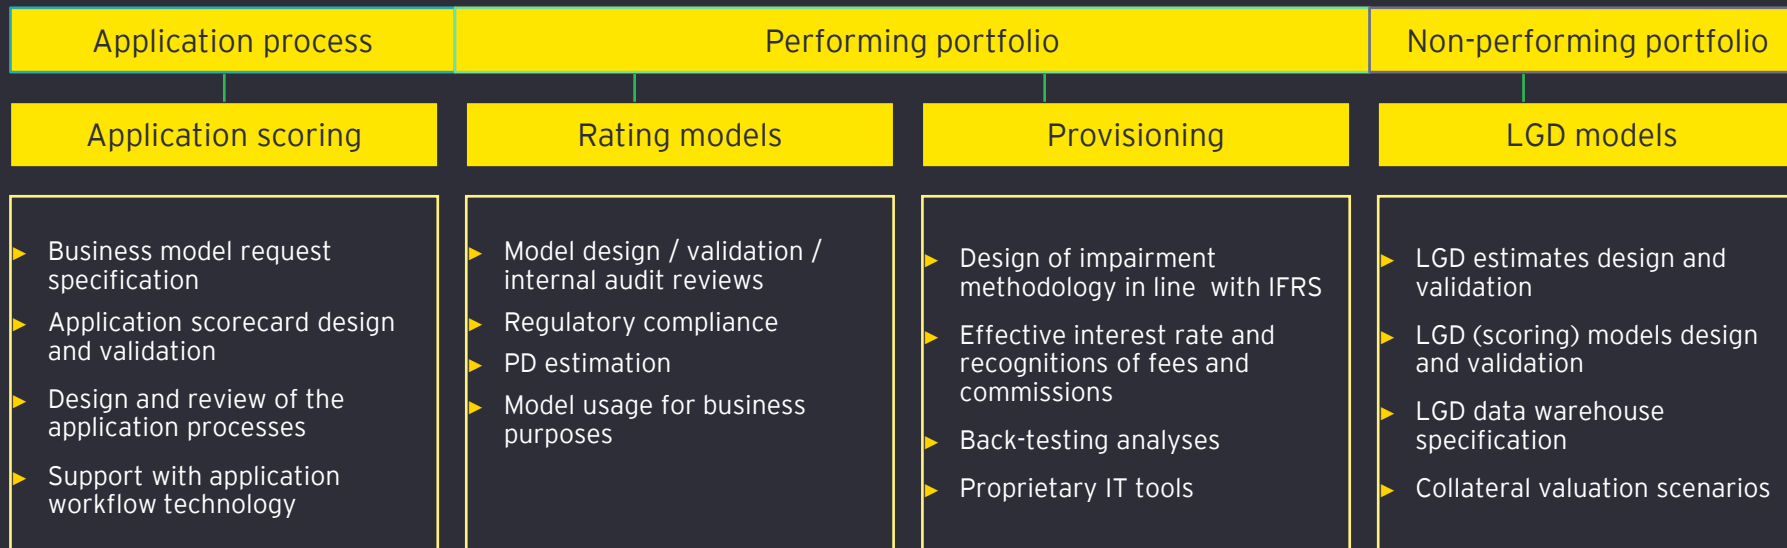 Application process
Performing portfolio
Non-performing portfolio
Application scoring
Rating models
Provisioning
LGD models
► Business model request
specification
► Application scorecard design
and validation
► Design and review of the
application processes
► Support with application
workflow technology
► Model design / validation /
internal audit reviews
► Regulatory compliance
► PD estimation
► Model usage for business
purposes
► Design of impairment
methodology in line with IFRS
► Effective interest rate and
recognitions of fees and
commissions
► Back-testing analyses
► Proprietary IT tools
► LGD estimates design and
validation
► LGD (scoring) models design
and validation
► LGD data warehouse
specification
► Collateral valuation scenarios